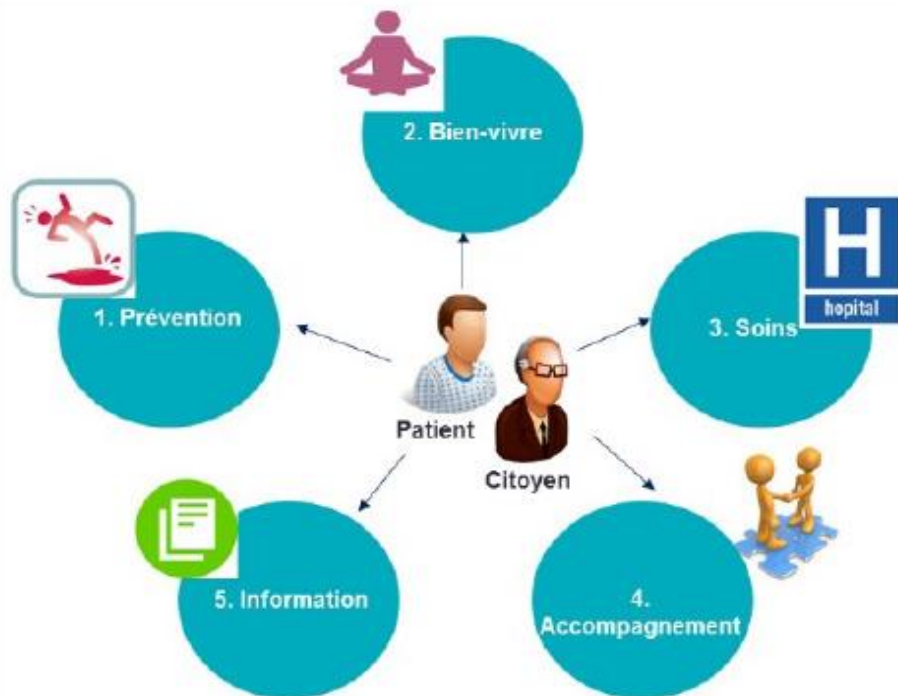 2. Bien-vivre
1. Prévention
H
hopital
3. Soins
Patient
Citoyen
5. Information
4.
Accompagnement